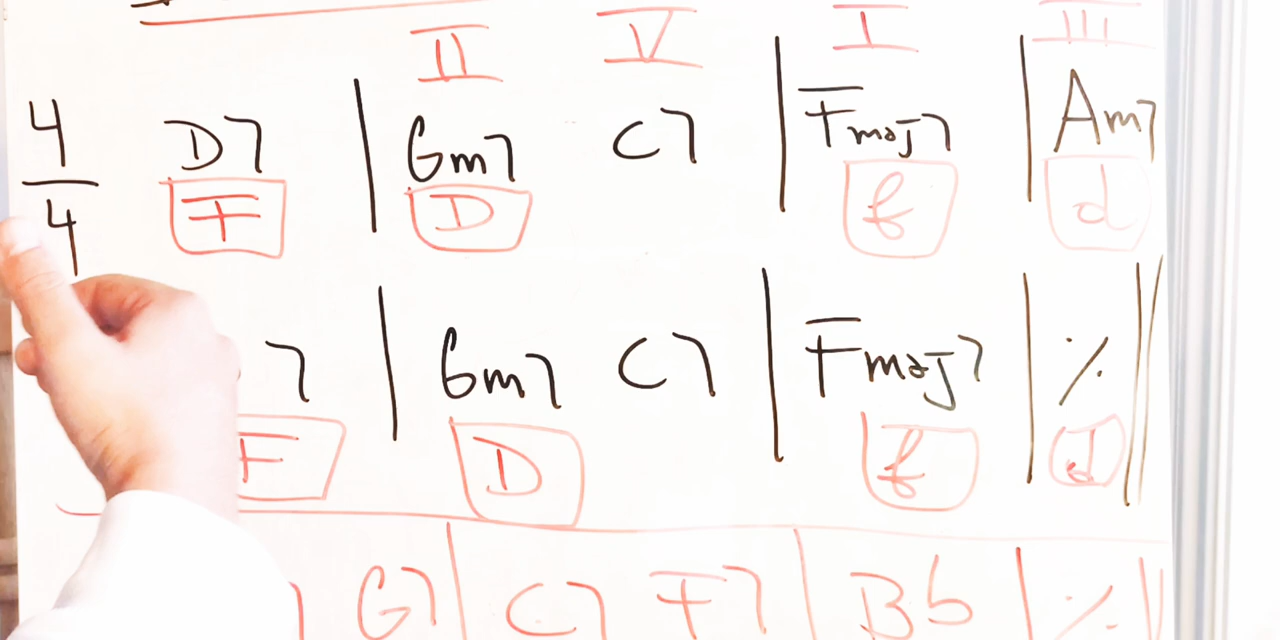 II V I III
4/4 D7 | Gm7 C7 | Fmaj7 | Am7
F D f d
7 | Gm7 C7 | Fmaj7 | ٪ ||
F D f d
G7 | C7 F7 | Bb | ٪ ||